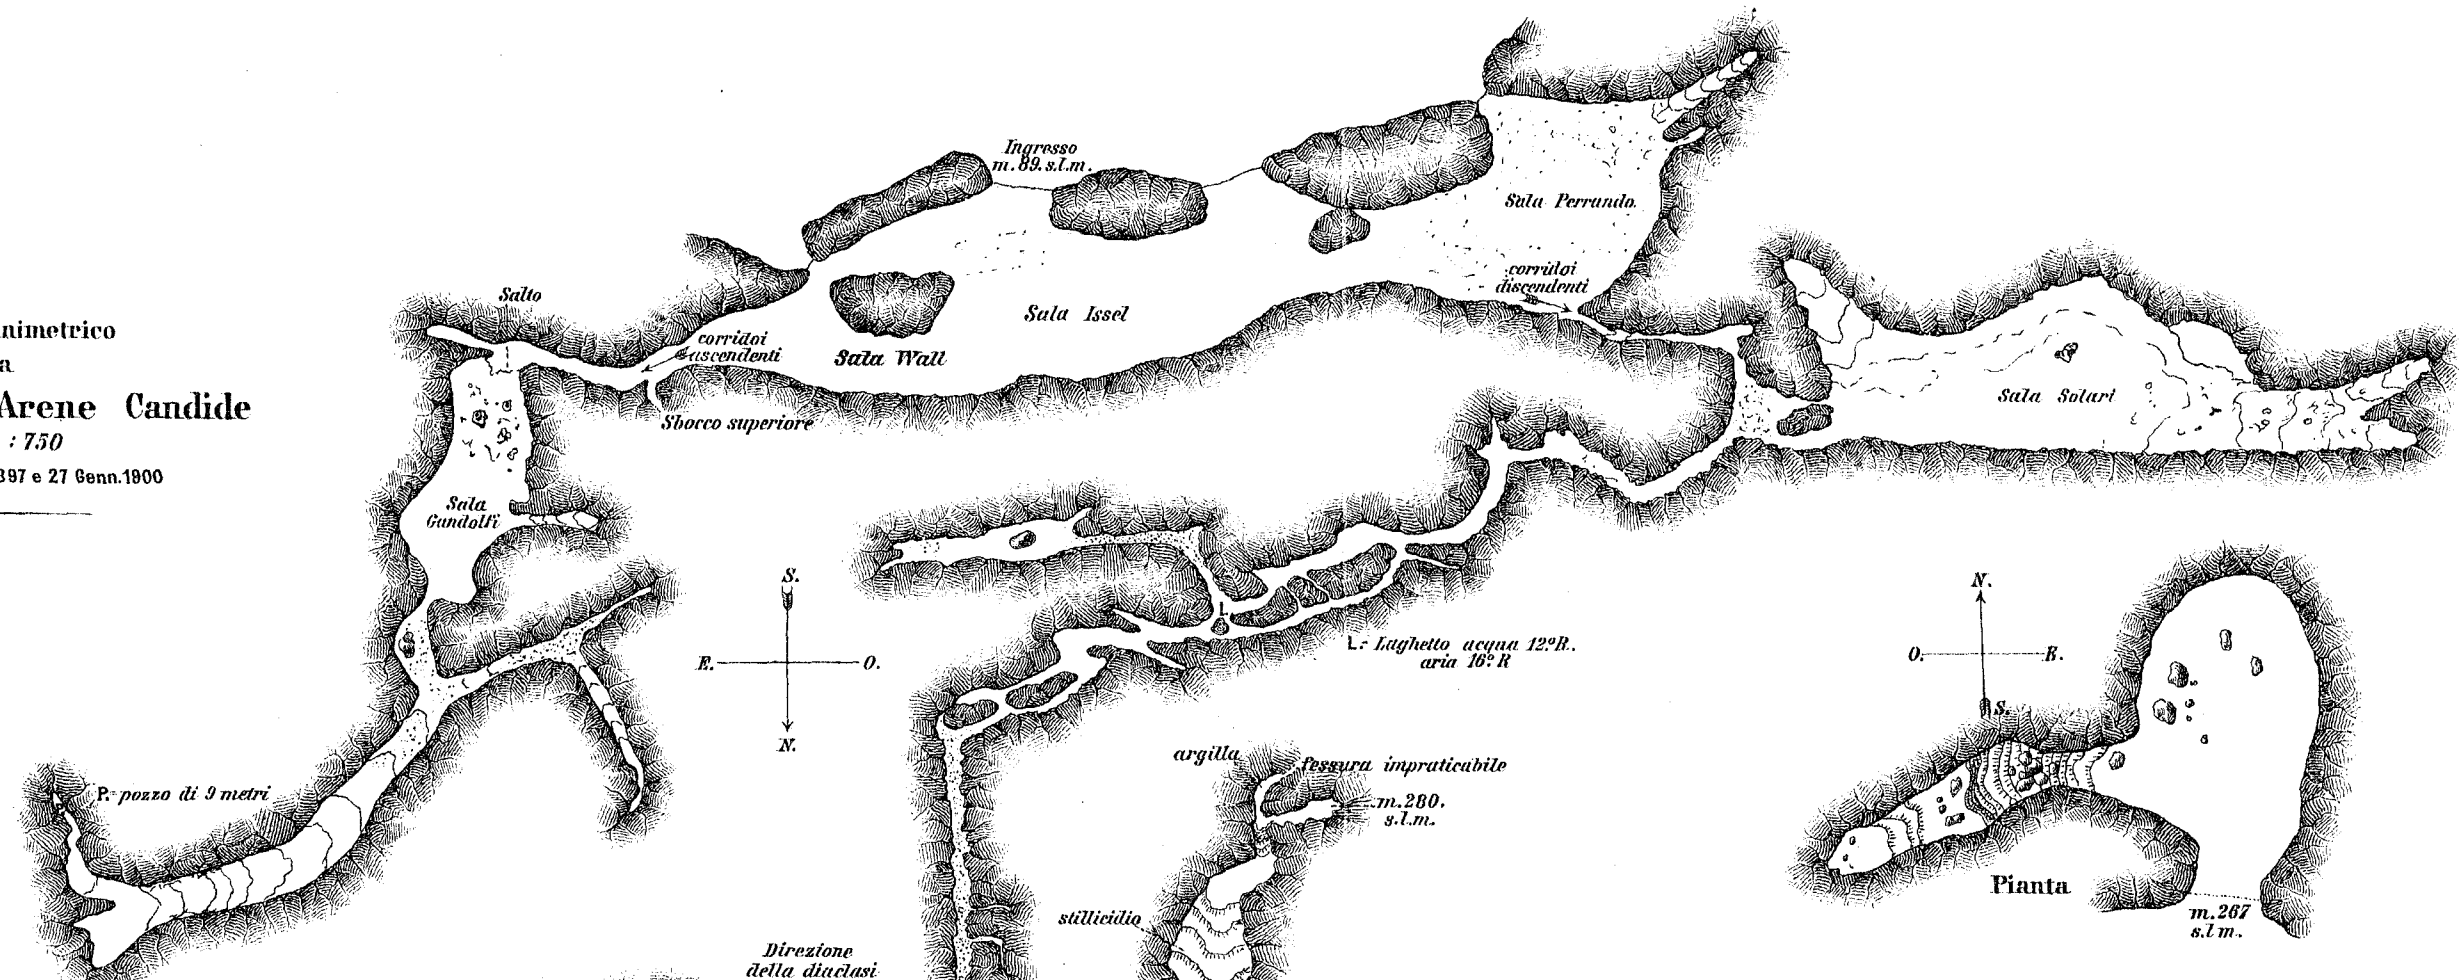 nimetrico
a
Arene Candide
: 750
397 e 27 Genn.1900
Ingresso
m.89.s.l.m.
Sala Perrando.
corridoi
discendenti
Salto
Sala Issel
corridoi
ascendenti
Sala Wall
Sbocco superiore
Sala Solari
Sala
Gandolfi
S.
E.
O.
N.
L.
L.- Laghetto acqua 12ºR.
aria 16º R
N.
O.
E.
S.
P.- pozzo di 9 metri
argilla
fessura impraticabile
m.280.
s.l.m.
stillicidio
Pianta
m.267
s.l.m.
Direzione
della diaclasi